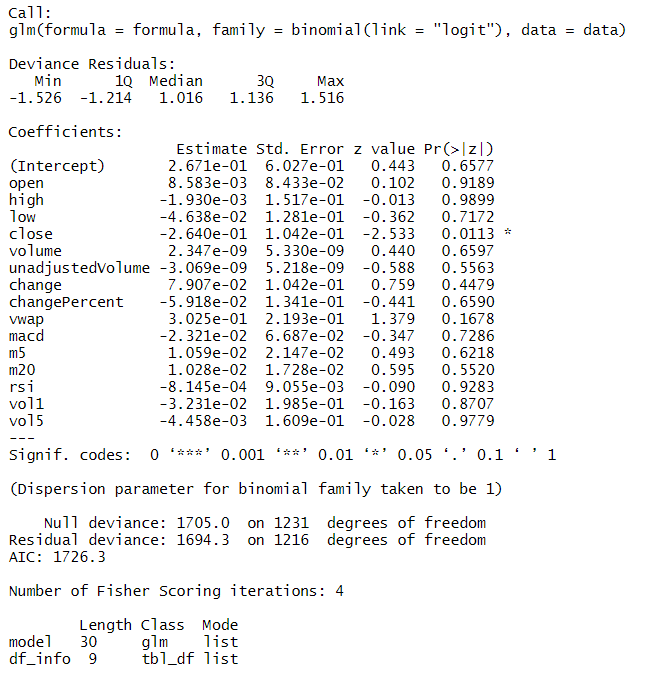 Call:
glm(formula = formula, family = binomial(link = "logit"), data = data)
Deviance Residuals:
Min 1Q Median 3Q Max
-1.526 -1.214 1.016 1.136 1.516
Coefficients:
Estimate Std. Error z value Pr(>|z|)
(Intercept) 2.671e-01 6.027e-01 0.443 0.6577
open 8.583e-03 8.433e-02 0.102 0.9189
high -1.930e-03 1.517e-01 -0.013 0.9899
low -4.638e-02 1.281e-01 -0.362 0.7172
close -2.640e-01 1.042e-01 -2.533 0.0113 *
volume 2.347e-09 5.330e-09 0.440 0.6597
unadjustedVolume -3.069e-09 5.218e-09 -0.588 0.5563
change 7.907e-02 1.042e-01 0.759 0.4479
changePercent -5.918e-02 1.341e-01 -0.441 0.6590
vwap 3.025e-01 2.193e-01 1.379 0.1678
macd -2.321e-02 6.687e-02 -0.347 0.7286
m5 1.059e-02 2.147e-02 0.493 0.6218
m20 1.028e-02 1.728e-02 0.595 0.5520
rsi -8.145e-04 9.055e-03 -0.090 0.9283
vol1 -3.231e-02 1.985e-01 -0.163 0.8707
vol5 -4.458e-03 1.609e-01 -0.028 0.9779
---
Signif. codes: 0 ‘***’ 0.001 ‘**’ 0.01 ‘*’ 0.05 ‘.’ 0.1 ‘ ’ 1
(Dispersion parameter for binomial family taken to be 1)
Null deviance: 1705.0 on 1231 degrees of freedom
Residual deviance: 1694.3 on 1216 degrees of freedom
AIC: 1726.3
Number of Fisher Scoring iterations: 4
Length Class Mode
model 30 glm list
df_info 9 tbl_df list